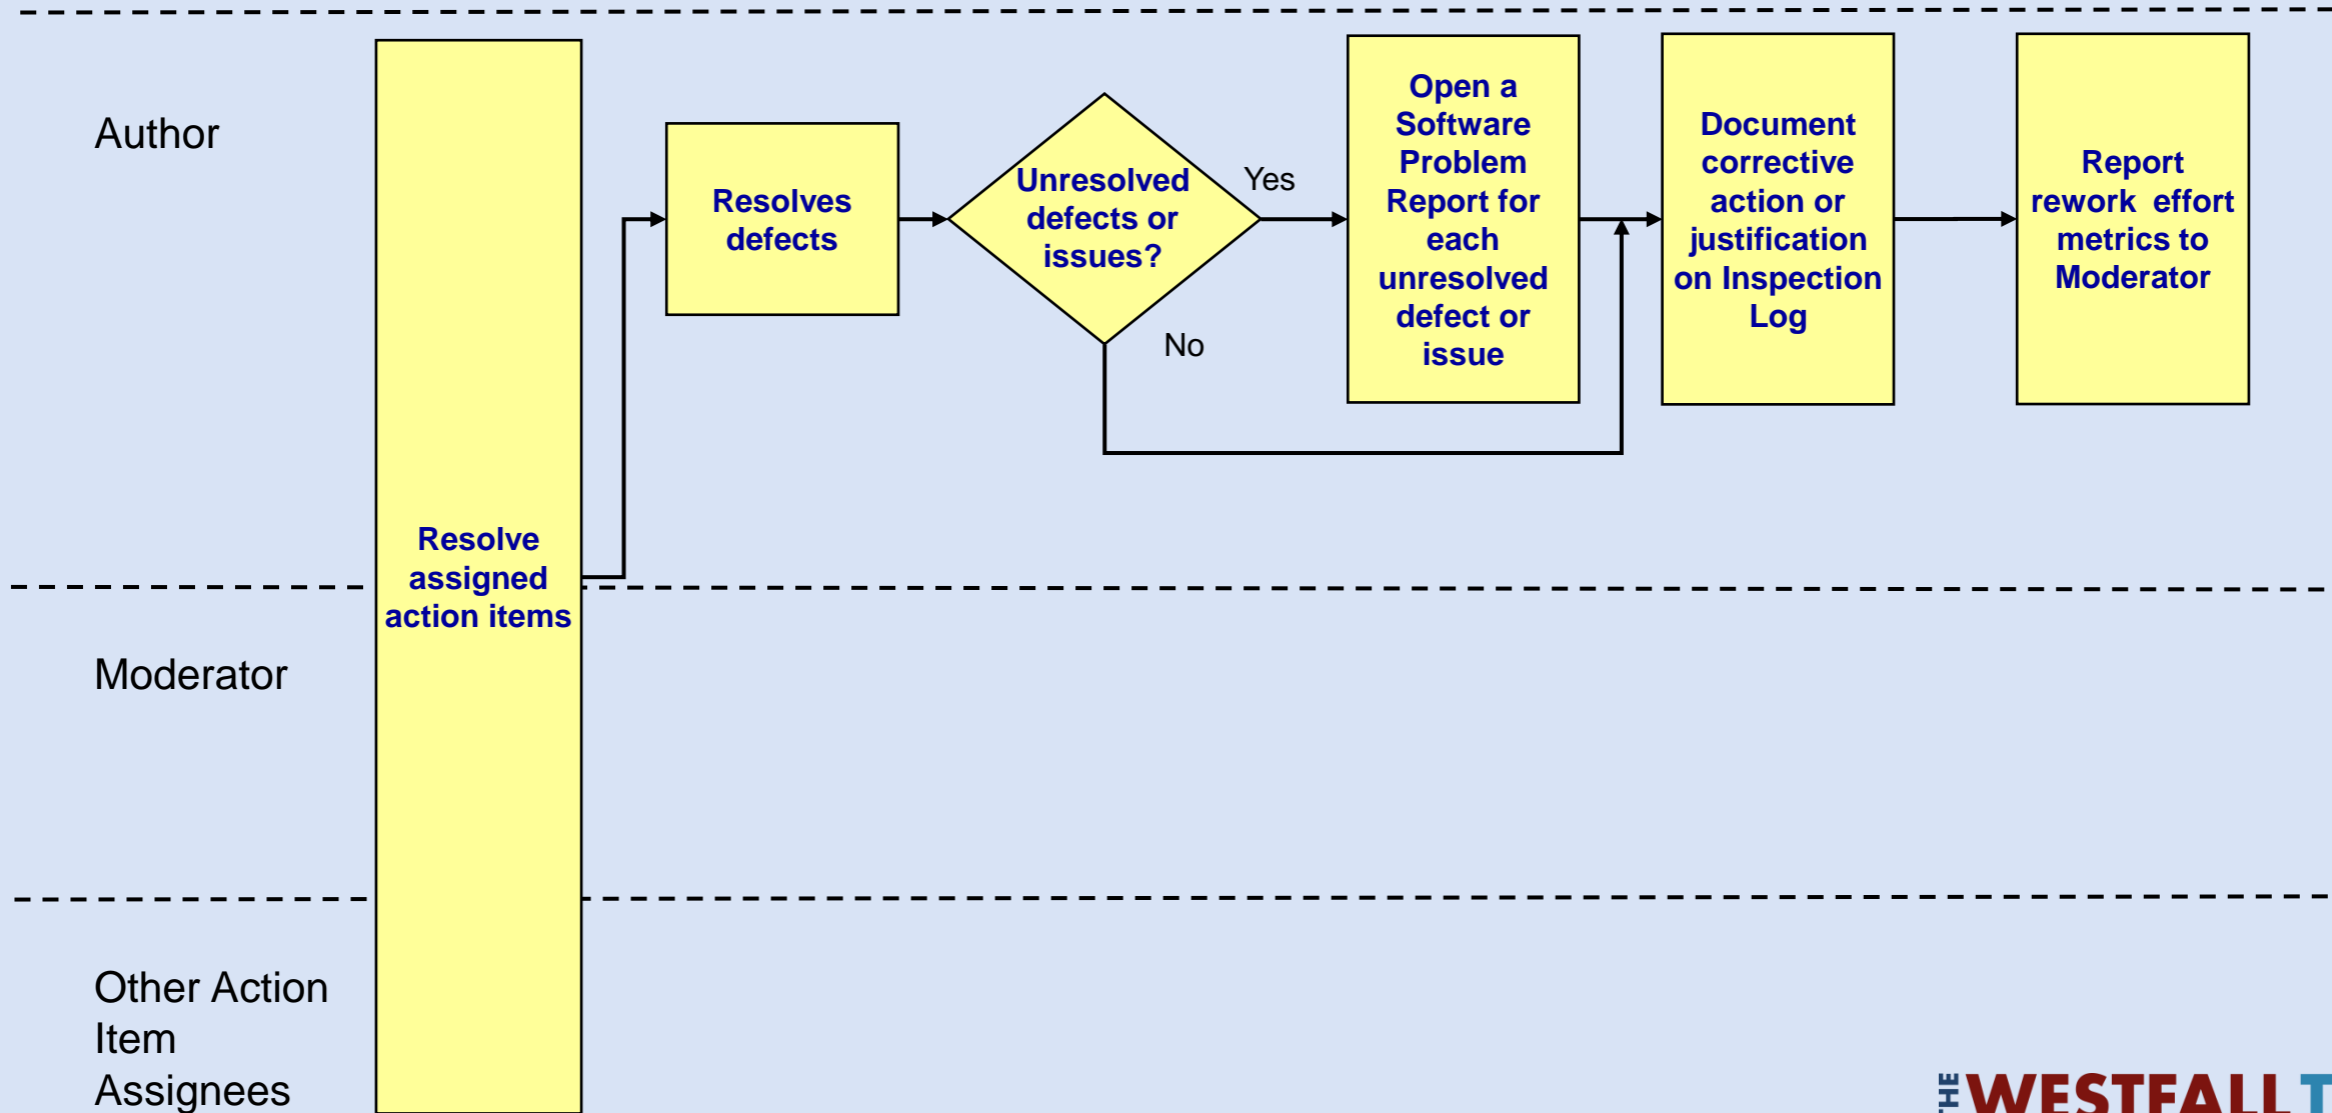 Author
Resolve
assigned
action items
Resolves
defects
Unresolved
defects or
issues?
Yes
No
Open a
Software
Problem
Report for
each
unresolved
defect or
issue
Document
corrective
action or
justification
on Inspection
Log
Report
rework effort
metrics to
Moderator
Moderator
Other Action
Item
Assignees
THE WESTFALL T